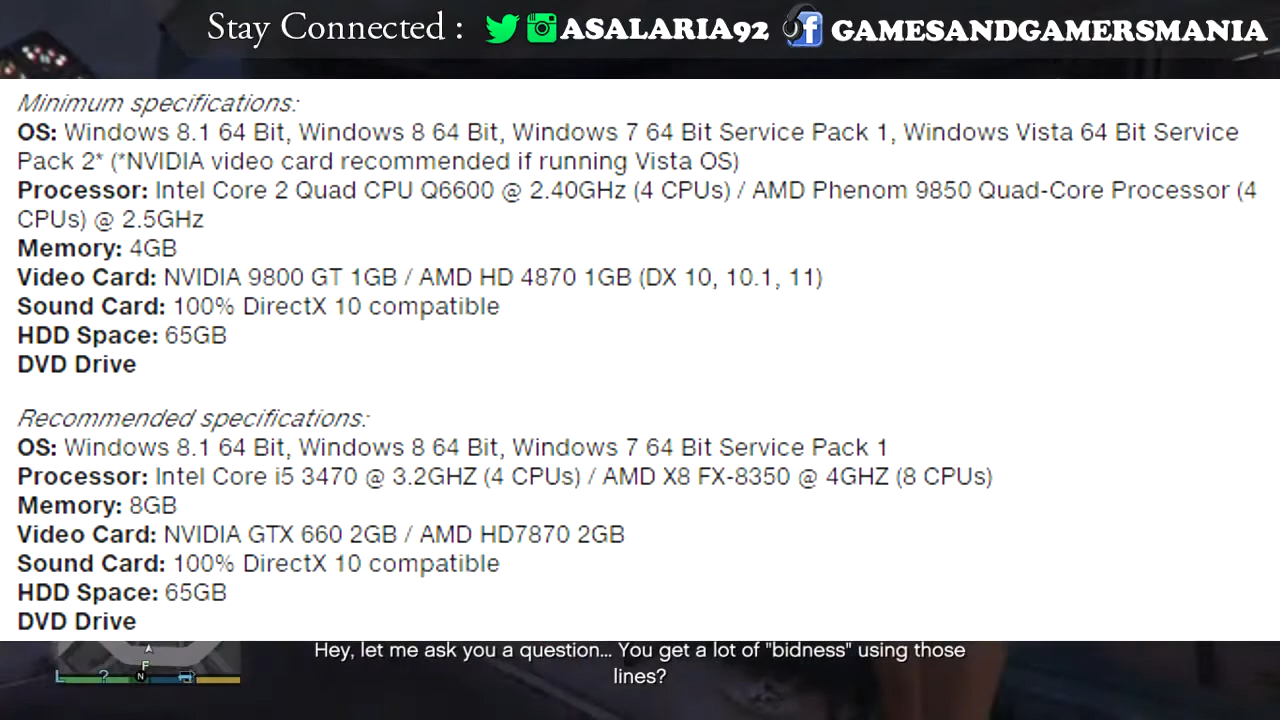 Stay Connected : ASALARIA92 GAMESANDGAMERSMANIA
Minimum specifications:
OS: Windows 8.1 64 Bit, Windows 8 64 Bit, Windows 7 64 Bit Service Pack 1, Windows Vista 64 Bit Service
Pack 2* (*NVIDIA video card recommended if running Vista OS)
Processor: Intel Core 2 Quad CPU Q6600 @ 2.40GHz (4 CPUs) / AMD Phenom 9850 Quad-Core Processor (4
CPUs) @ 2.5GHz
Memory: 4GB
Video Card: NVIDIA 9800 GT 1GB / AMD HD 4870 1GB (DX 10, 10.1, 11)
Sound Card: 100% DirectX 10 compatible
HDD Space: 65GB
DVD Drive
Recommended specifications:
OS: Windows 8.1 64 Bit, Windows 8 64 Bit, Windows 7 64 Bit Service Pack 1
Processor: Intel Core i5 3470 @ 3.2GHZ (4 CPUs) / AMD X8 FX-8350 @ 4GHZ (8 CPUs)
Memory: 8GB
Video Card: NVIDIA GTX 660 2GB / AMD HD7870 2GB
Sound Card: 100% DirectX 10 compatible
HDD Space: 65GB
DVD Drive
Hey, let me ask you a question... You get a lot of "bidness" using those
lines?
F
L ? N